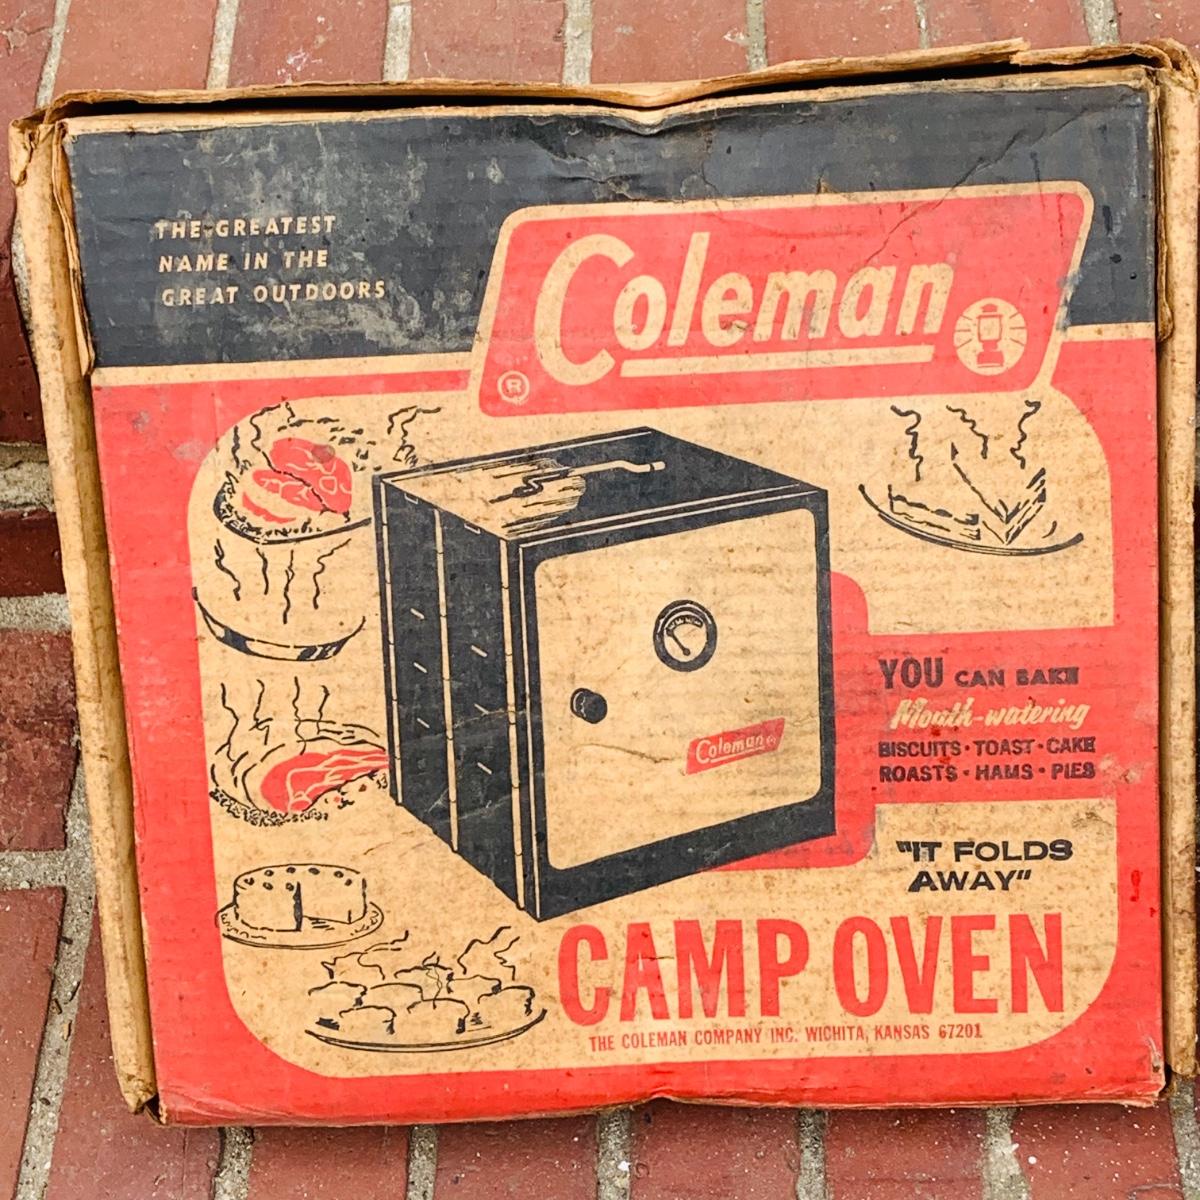 THE GREATEST
NAME IN THE
GREAT OUTDOORS
Coleman
®
Coleman®
YOU CAN BAKE
Mouth-watering
BISCUITS · TOAST · CAKE
ROASTS · HAMS · PIES
"IT FOLDS
AWAY"
CAMP OVEN
THE COLEMAN COMPANY INC. WICHITA, KANSAS 67201